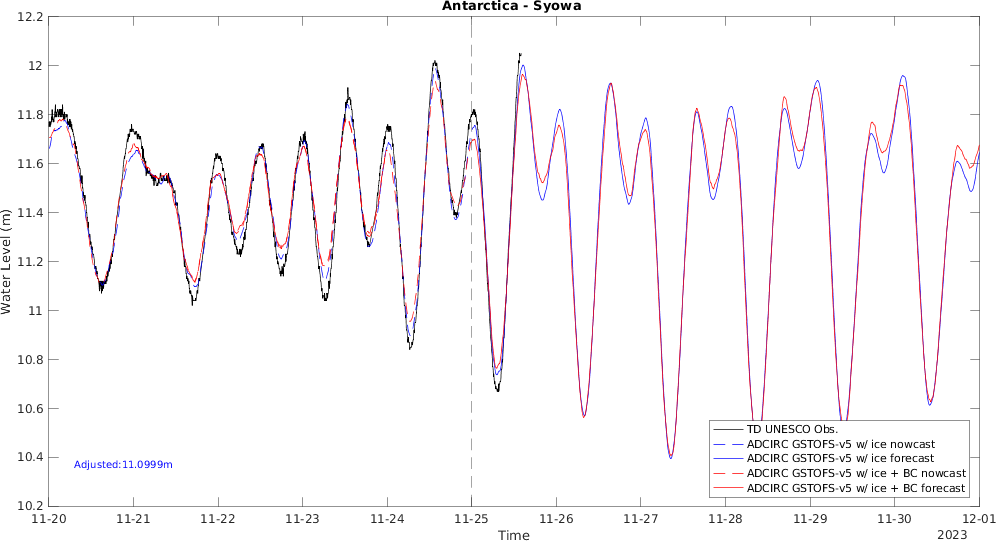 Antarctica - Syowa
Water Level (m)
12.2
12
11.8
11.6
11.4
11.2
11
10.8
10.6
10.4
10.2
Adjusted:11.0999m
TD UNESCO Obs.
ADCIRC GSTOFS-v5 w/ ice nowcast
ADCIRC GSTOFS-v5 w/ ice forecast
ADCIRC GSTOFS-v5 w/ ice + BC nowcast
ADCIRC GSTOFS-v5 w/ ice + BC forecast
11-20 11-21 11-22 11-23 11-24 11-25 11-26 11-27 11-28 11-29 11-30 12-01
Time
2023